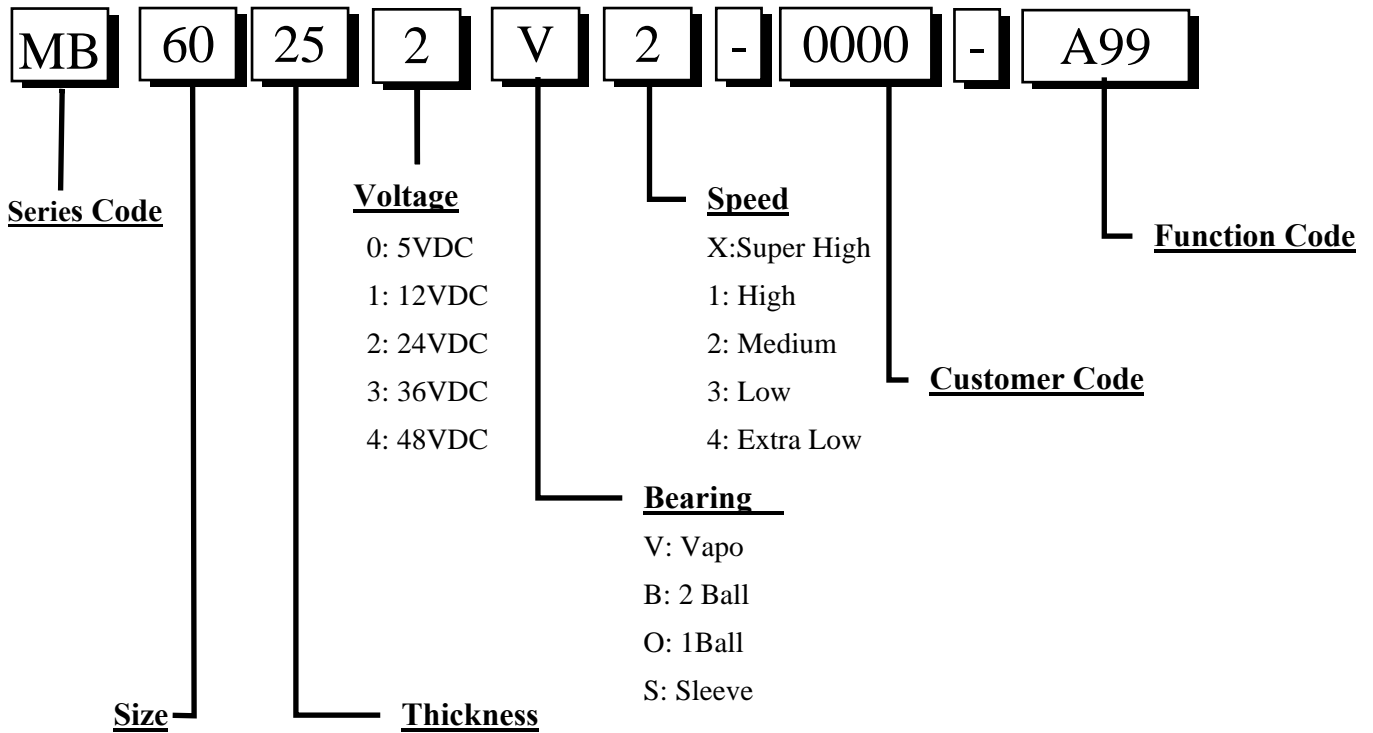 MB 60 25 2 V 2 - 0000 - A99
Series Code
Voltage
0: 5VDC
1: 12VDC
2: 24VDC
3: 36VDC
4: 48VDC
Speed
X:Super High
1: High
2: Medium
3: Low
4: Extra Low
Function Code
Customer Code
Bearing
V: Vapo
B: 2 Ball
O: 1Ball
S: Sleeve
Size
Thickness